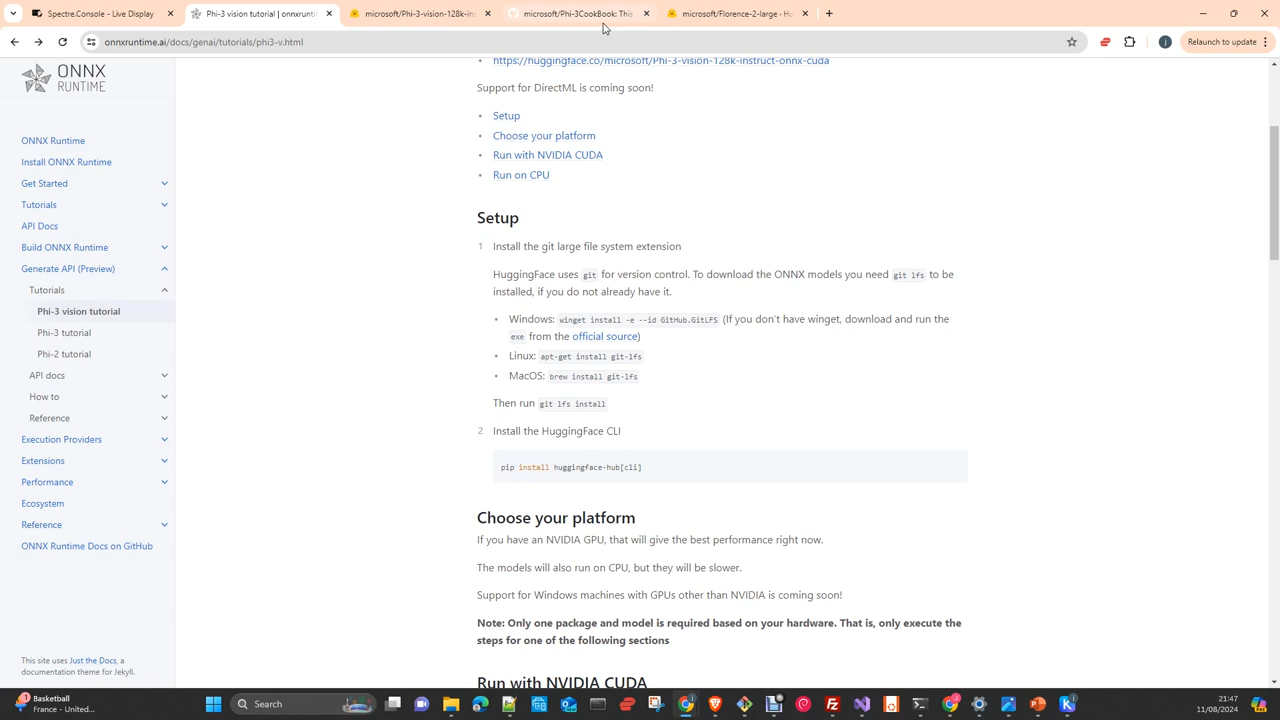 Spectre.Console - Live Display
Phi-3 vision tutorial | onnxrunti
microsoft/Phi-3-vision-128k-ins
microsoft/Phi-3CookBook: This
microsoft/Florence-2-large · Hu
onnxruntime.ai/docs/genai/tutorials/phi3-v.html
Relaunch to update
ONNX
RUNTIME
ONNX Runtime
Install ONNX Runtime
Get Started
Tutorials
API Docs
Build ONNX Runtime
Generate API (Preview)
Tutorials
Phi-3 vision tutorial
Phi-3 tutorial
Phi-2 tutorial
API docs
How to
Reference
Execution Providers
Extensions
Performance
Ecosystem
Reference
ONNX Runtime Docs on GitHub
This site uses Just the Docs, a
documentation theme for Jekyll.
https://huggingface.co/microsoft/Phi-3-vision-128k-instruct-onnx-cuda
Support for DirectML is coming soon!
Setup
Choose your platform
Run with NVIDIA CUDA
Run on CPU
Setup
1 Install the git large file system extension
HuggingFace uses git for version control. To download the ONNX models you need git lfs to be
installed, if you do not already have it.
Windows: winget install -e --id GitHub.GitLFS (If you don't have winget, download and run the
exe from the official source)
Linux: apt-get install git-lfs
MacOS: brew install git-lfs
Then run git lfs install
2 Install the HuggingFace CLI
pip install huggingface-hub[cli]
Choose your platform
If you have an NVIDIA GPU, that will give the best performance right now.
The models will also run on CPU, but they will be slower.
Support for Windows machines with GPUs other than NVIDIA is coming soon!
Note: Only one package and model is required based on your hardware. That is, only execute the
steps for one of the following sections
Run with NVIDIA CUDA
Basketball
France - United...
Search
21:47
11/08/2024